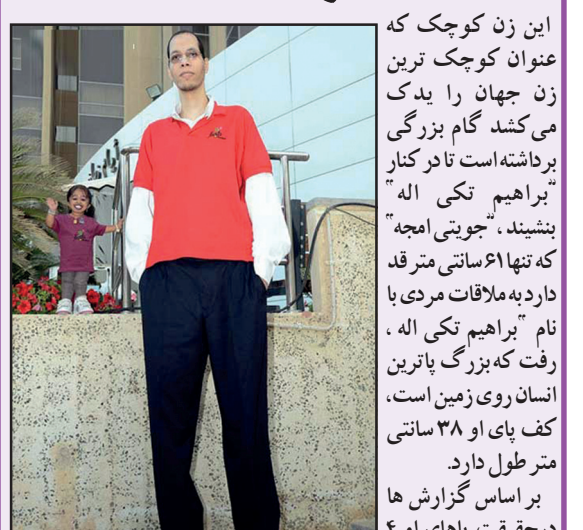 این زن کوچک که
عنوان کوچک ترین
زن جهان را یدک
می‌کشد گام بزرگی
برداشته‌است تا در کنار
"براهیم تکی اله"
بنشیند، "جویتی امجه"
که تنها ۶۱ سانتی متر قد
دارد به ملاقات مردی با
نام "براهیم تکی اله ،
رفت که بزرگ پاترین
انسان روی زمین است،
کف پای او ۳۸ سانتی
متر طول دارد.
بر اساس گزارش ها